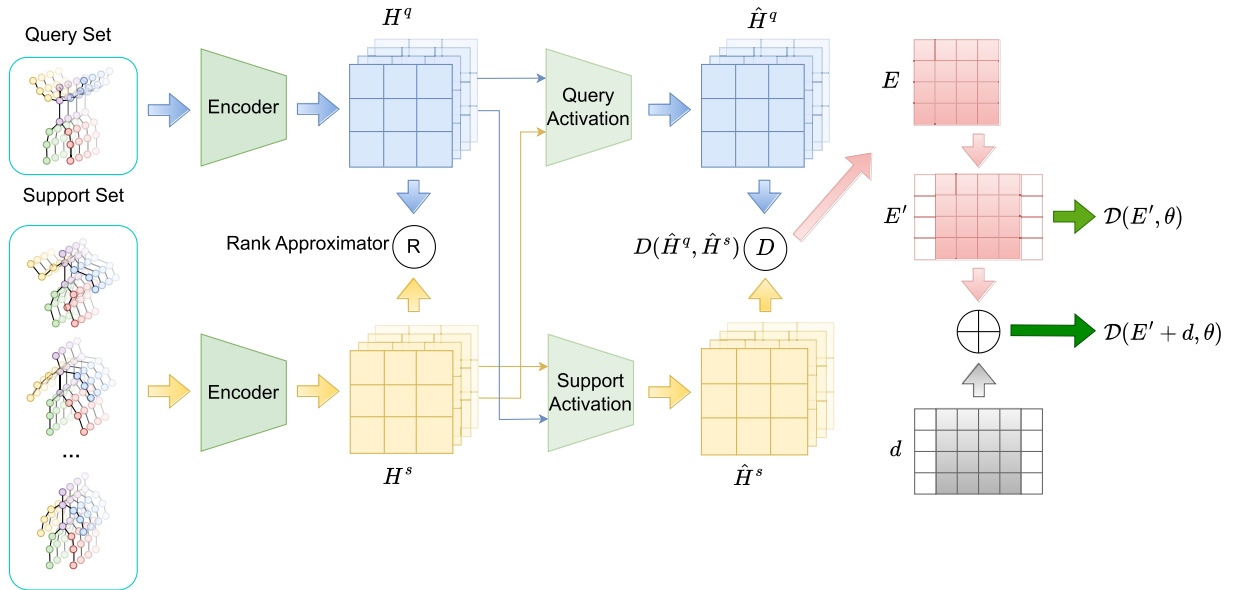 Query Set
Encoder
H^q
Query
Activation
Ĥ^q
E
Support Set
Rank Approximator
R
D(Ĥ^q, Ĥ^s)
D
E′
𝒟(E′, θ)
𝒟(E′ + d, θ)
Encoder
H^s
Support
Activation
Ĥ^s
d
...